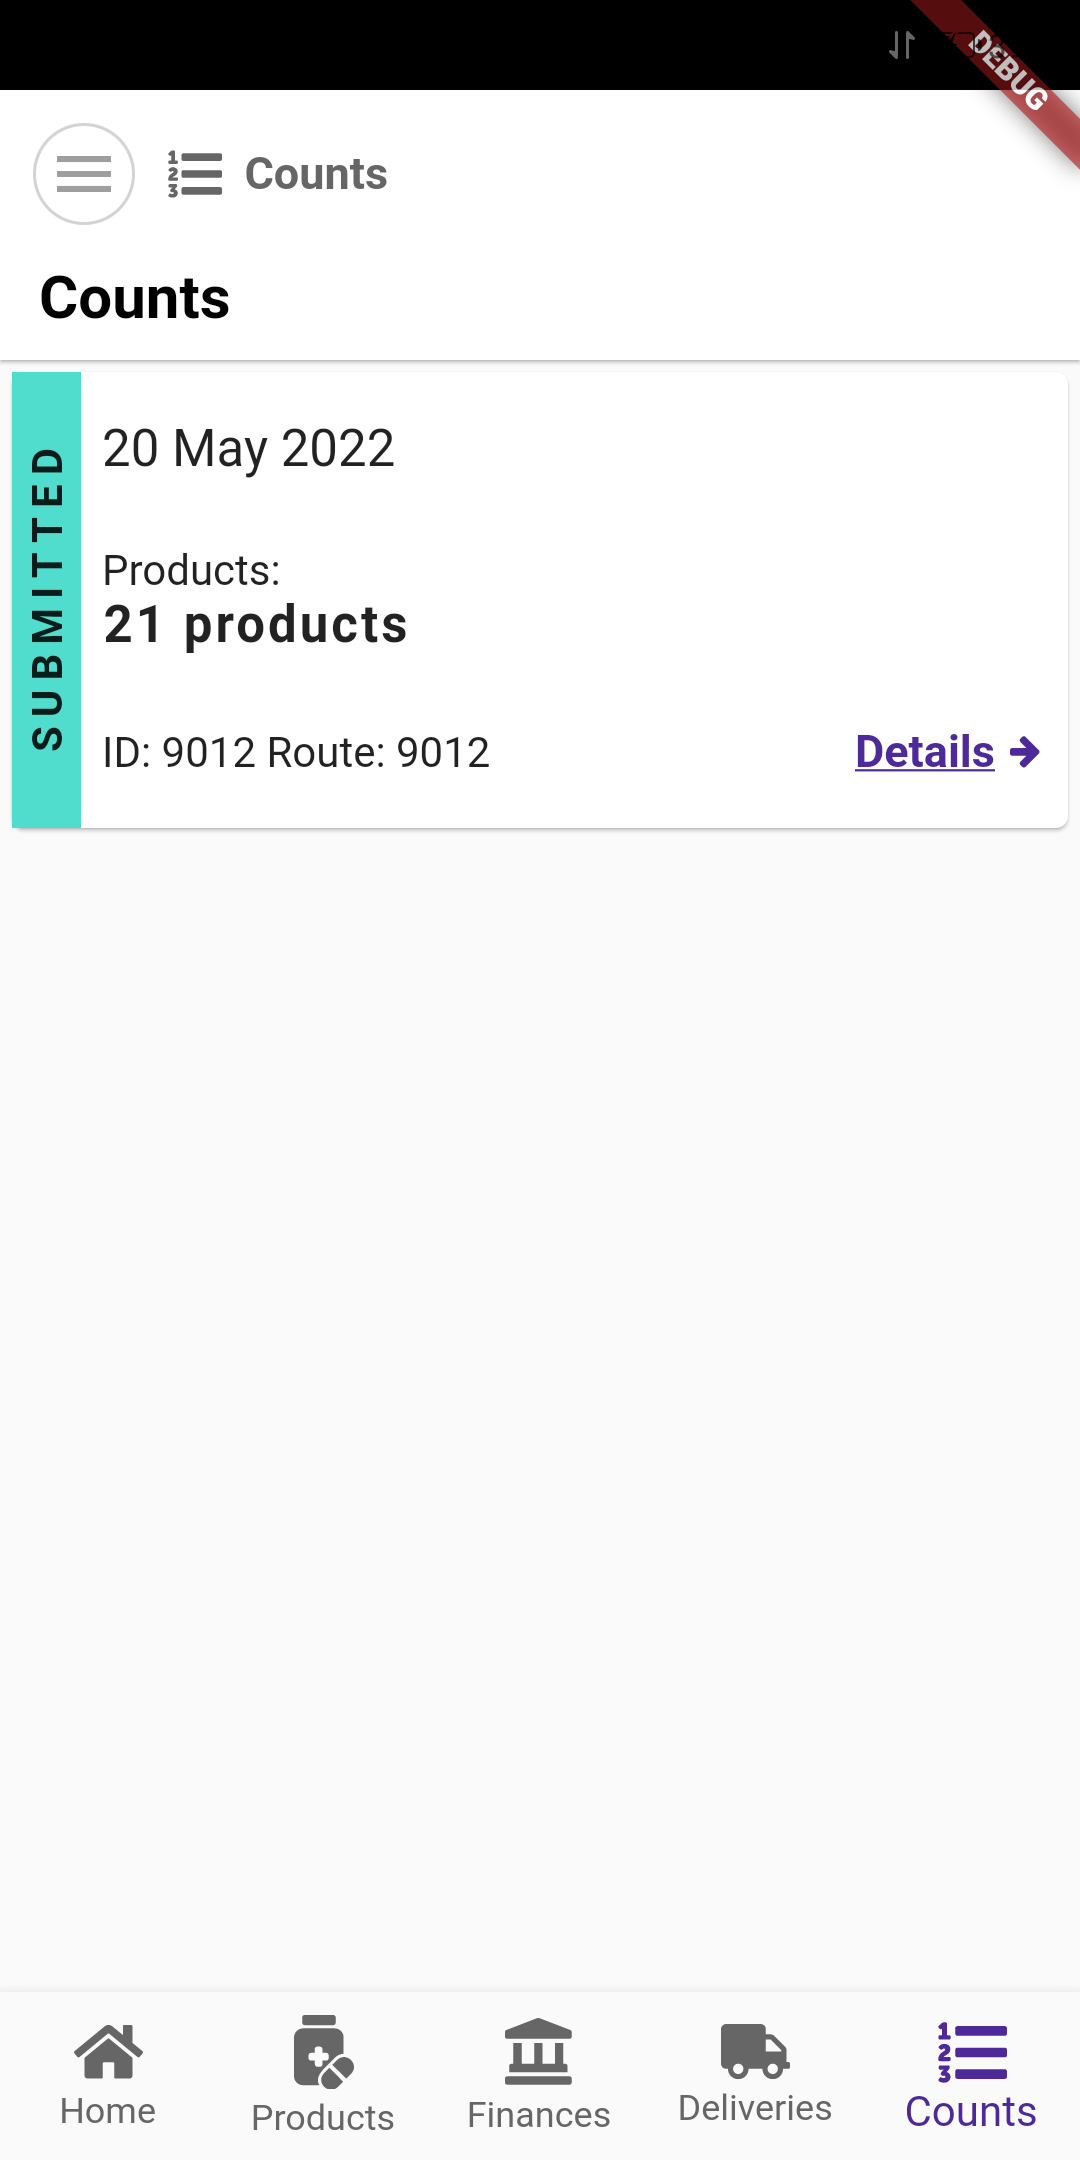 DEBUG
Counts
Counts
SUBMITTED
20 May 2022
Products:
21 products
ID: 9012 Route: 9012
Details
Home
Products
Finances
Deliveries
Counts